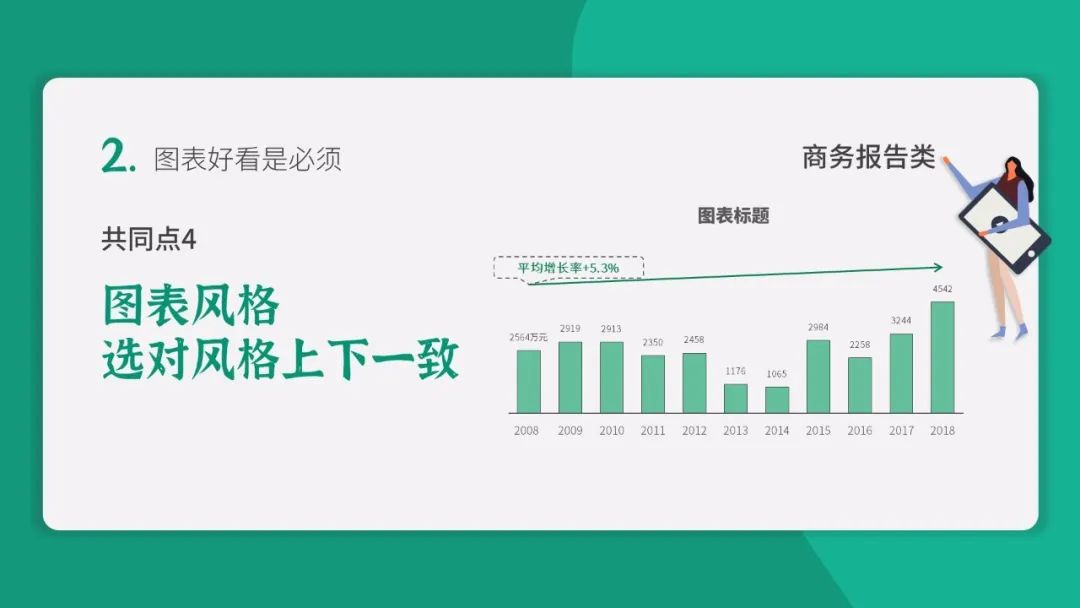 2. 图表好看是必须
商务报告类
共同点4
图表风格
选对风格上下一致
图表标题
平均增长率+5.3%
2564万元 2919 2913 2350 2458 1176 1065 2984 2258 3244 4542
2008 2009 2010 2011 2012 2013 2014 2015 2016 2017 2018